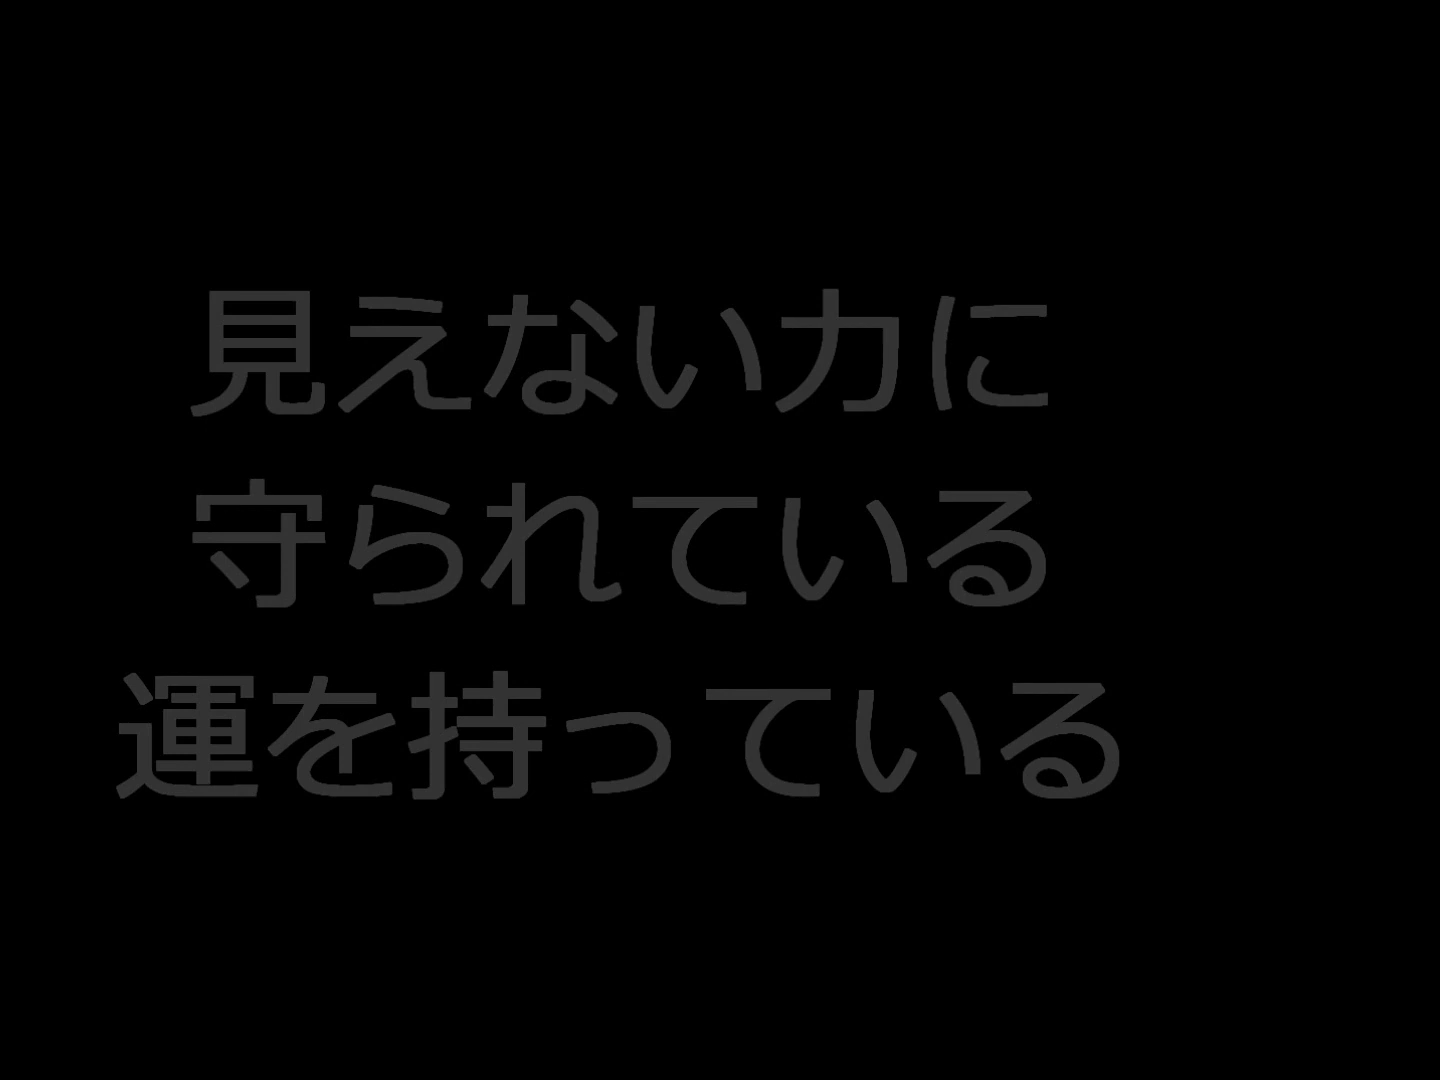 見えない力に
守られている
運を持っている